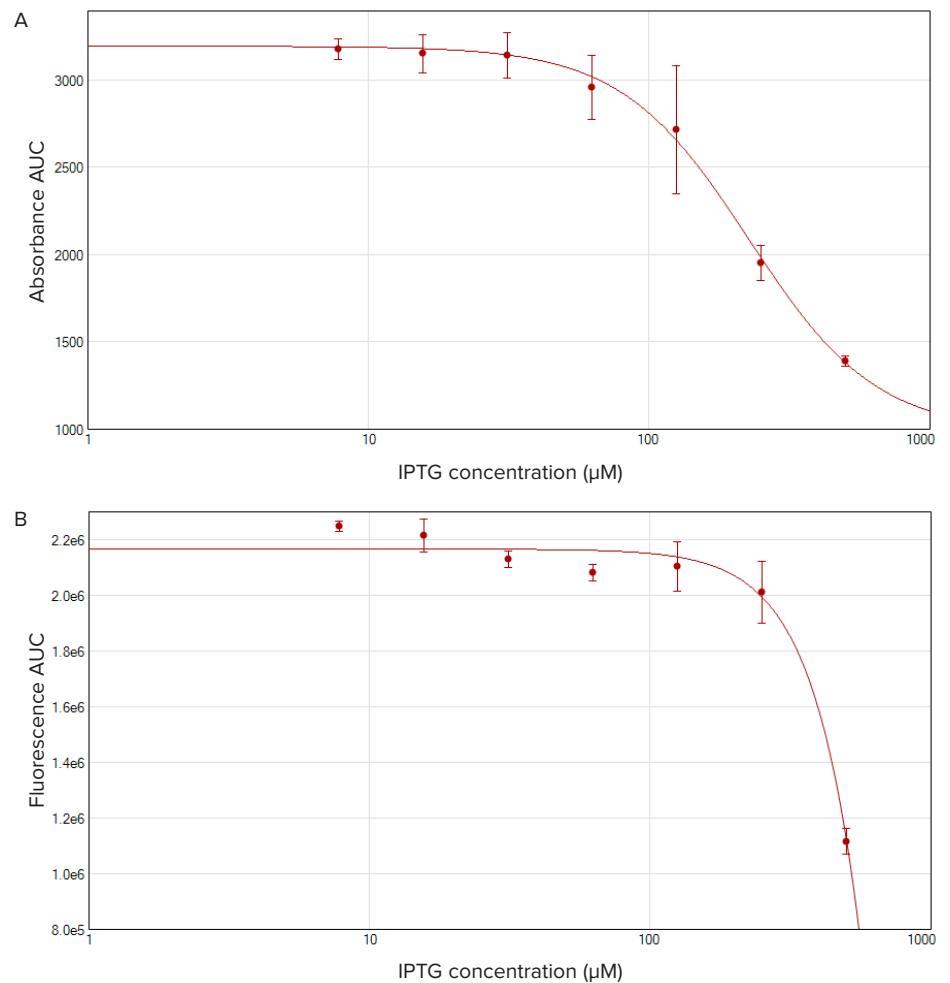 A
3000
2500
2000
1500
1000
Absorbance AUC
1 10 100 1000
IPTG concentration (µM)
B
2.2e6
2.0e6
1.8e6
1.6e6
1.4e6
1.2e6
1.0e6
8.0e5
Fluorescence AUC
1 10 100 1000
IPTG concentration (µM)